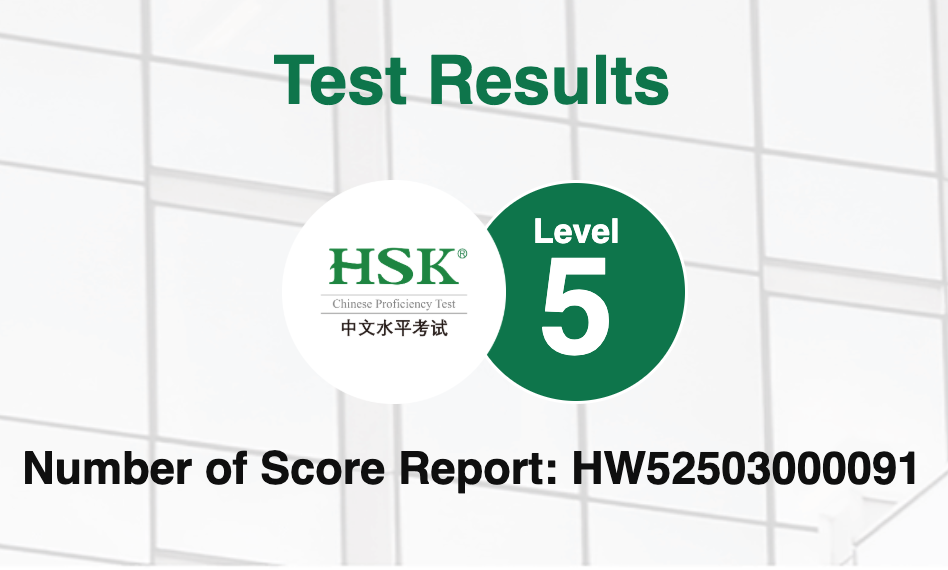 Test Results
HSK®
Chinese Proficiency Test
中文水平考试
Level
5
Number of Score Report: HW52503000091